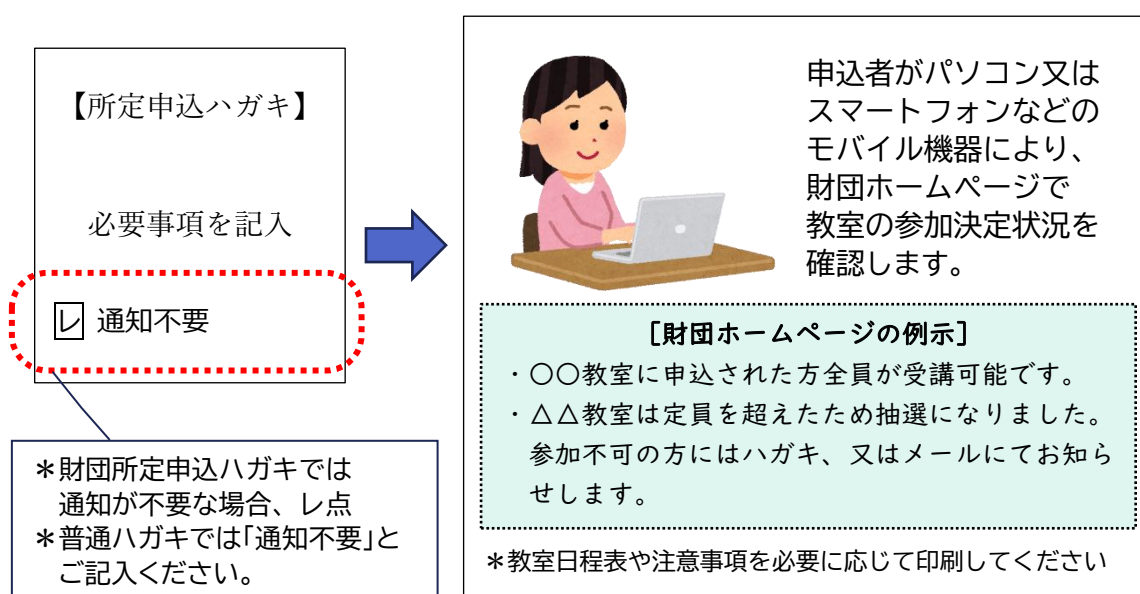 【所定申込ハガキ】
必要事項を記入
レ 通知不要
＊財団所定申込ハガキでは
通知が不要な場合、レ点
＊普通ハガキでは｢通知不要｣と
ご記入ください。
申込者がパソコン又は
スマートフォンなどの
モバイル機器により、
財団ホームページで
教室の参加決定状況を
確認します。
［財団ホームページの例示］
・〇〇教室に申込された方全員が受講可能です。
・△△教室は定員を超えたため抽選になりました。
参加不可の方にはハガキ、又はメールにてお知ら
せします。
＊教室日程表や注意事項を必要に応じて印刷してください